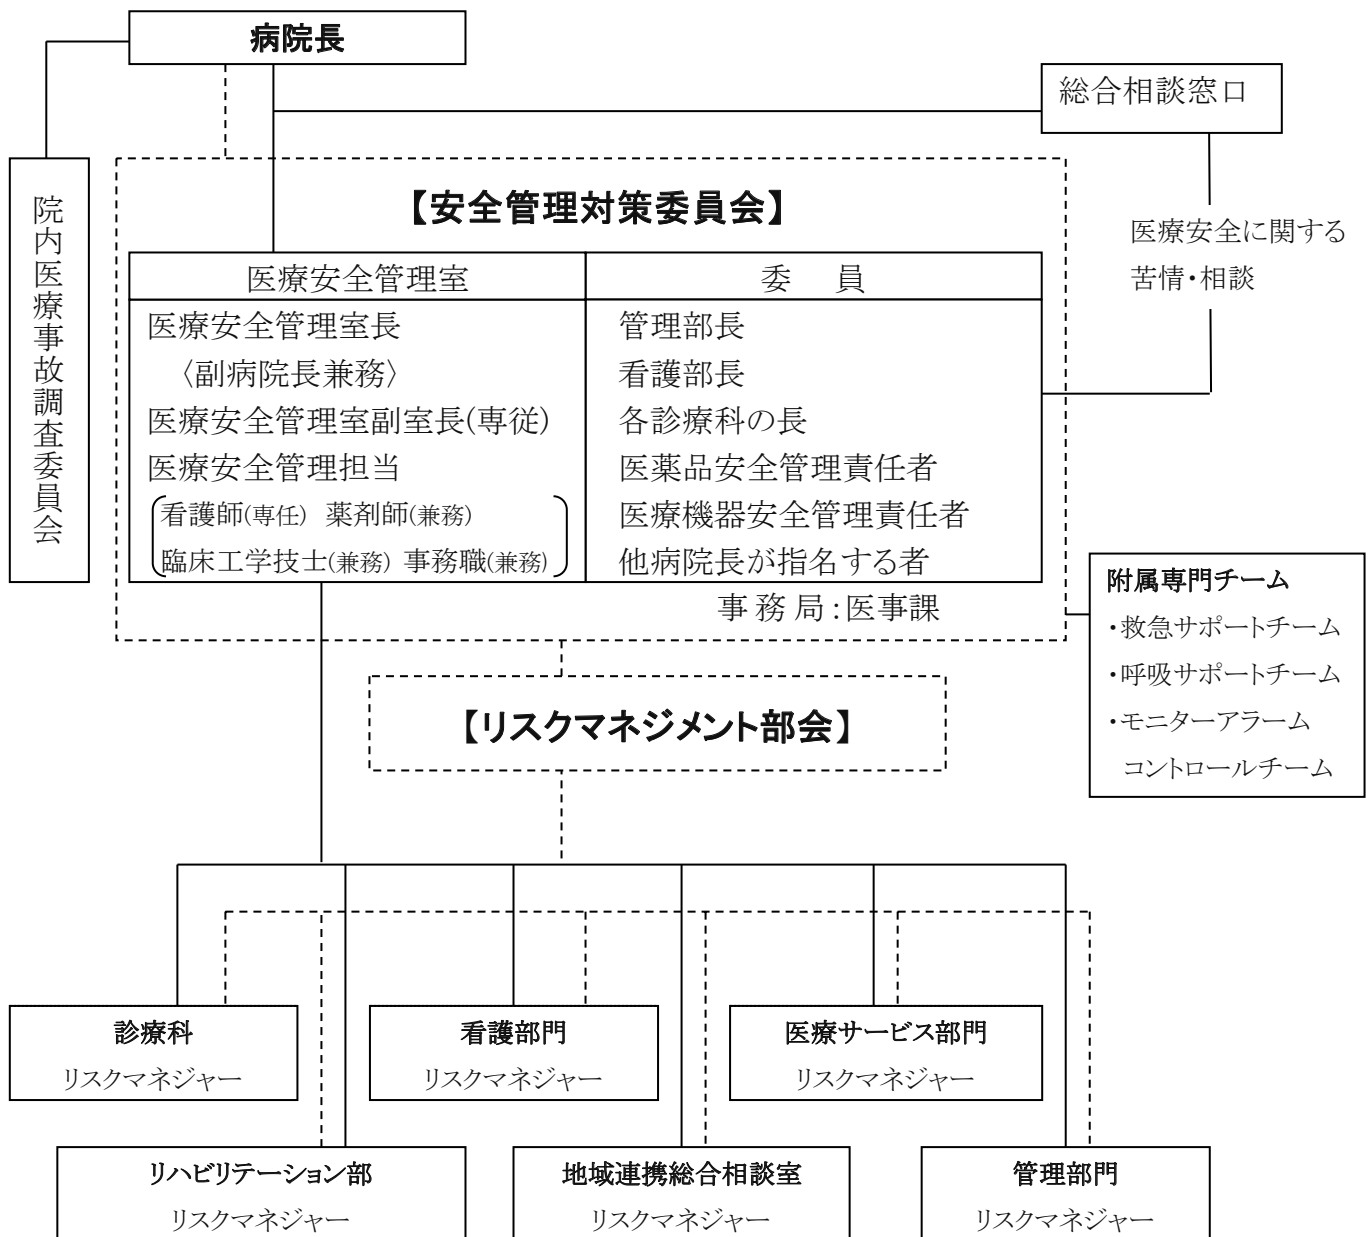 病院長
総合相談窓口
院内医療事故調査委員会
【安全管理対策委員会】
医療安全に関する
苦情・相談
医療安全管理室
委　員
医療安全管理室長
〈副病院長兼務〉
医療安全管理室副室長(専従)
医療安全管理担当
看護師(専任) 薬剤師(兼務)
臨床工学技士(兼務) 事務職(兼務)
管理部長
看護部長
各診療科の長
医薬品安全管理責任者
医療機器安全管理責任者
他病院長が指名する者
事務局:医事課
附属専門チーム
・救急サポートチーム
・呼吸サポートチーム
・モニターアラーム
コントロールチーム
【リスクマネジメント部会】
診療科
リスクマネジャー
看護部門
リスクマネジャー
医療サービス部門
リスクマネジャー
リハビリテーション部
リスクマネジャー
地域連携総合相談室
リスクマネジャー
管理部門
リスクマネジャー